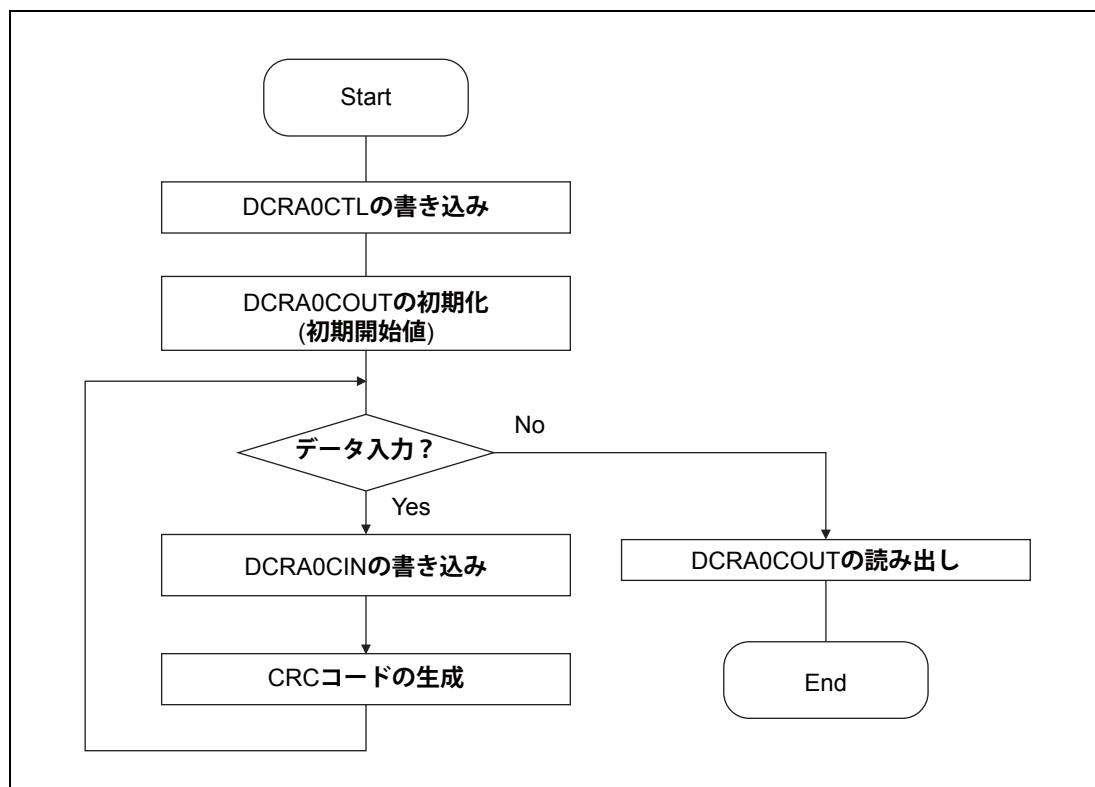 Start
DCRA0CTLの書き込み
DCRA0COUTの初期化
(初期開始値)
データ入力？
No
Yes
DCRA0CINの書き込み
DCRA0COUTの読み出し
CRCコードの生成
End